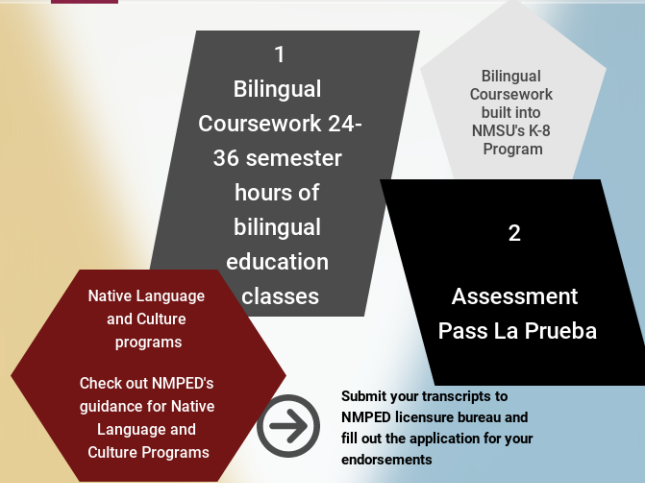 1
Bilingual
Coursework 24-
36 semester
hours of
bilingual
education
classes
Bilingual
Coursework
built into
NMSU's K-8
Program
2
Assessment
Pass La Prueba
Native Language
and Culture
programs
Check out NMPED's
guidance for Native
Language and
Culture Programs
Submit your transcripts to
NMPED licensure bureau and
fill out the application for your
endorsements